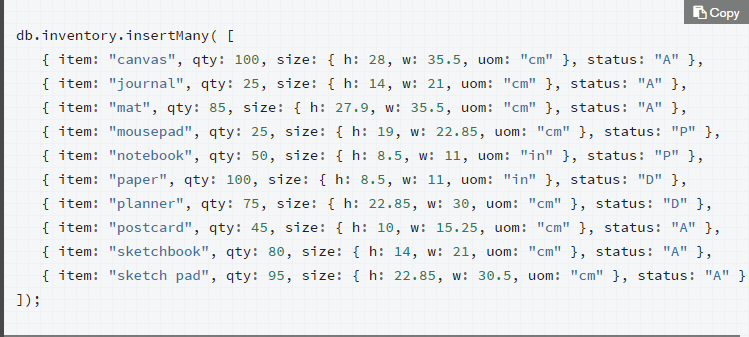 Copy
db.inventory.insertMany( [
   { item: "canvas", qty: 100, size: { h: 28, w: 35.5, uom: "cm" }, status: "A" },
   { item: "journal", qty: 25, size: { h: 14, w: 21, uom: "cm" }, status: "A" },
   { item: "mat", qty: 85, size: { h: 27.9, w: 35.5, uom: "cm" }, status: "A" },
   { item: "mousepad", qty: 25, size: { h: 19, w: 22.85, uom: "cm" }, status: "P" },
   { item: "notebook", qty: 50, size: { h: 8.5, w: 11, uom: "in" }, status: "P" },
   { item: "paper", qty: 100, size: { h: 8.5, w: 11, uom: "in" }, status: "D" },
   { item: "planner", qty: 75, size: { h: 22.85, w: 30, uom: "cm" }, status: "D" },
   { item: "postcard", qty: 45, size: { h: 10, w: 15.25, uom: "cm" }, status: "A" },
   { item: "sketchbook", qty: 80, size: { h: 14, w: 21, uom: "cm" }, status: "A" },
   { item: "sketch pad", qty: 95, size: { h: 22.85, w: 30.5, uom: "cm" }, status: "A" }
]);